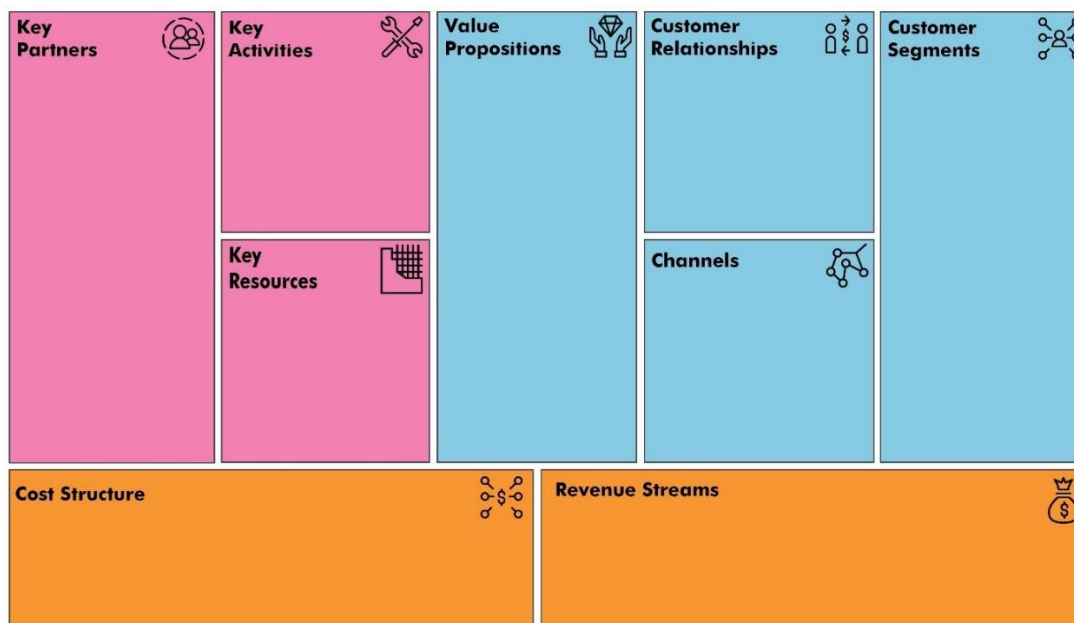 Key
Partners
Key
Activities
Key
Resources
Value
Propositions
Customer
Relationships
Channels
Customer
Segments
Cost Structure
Revenue Streams